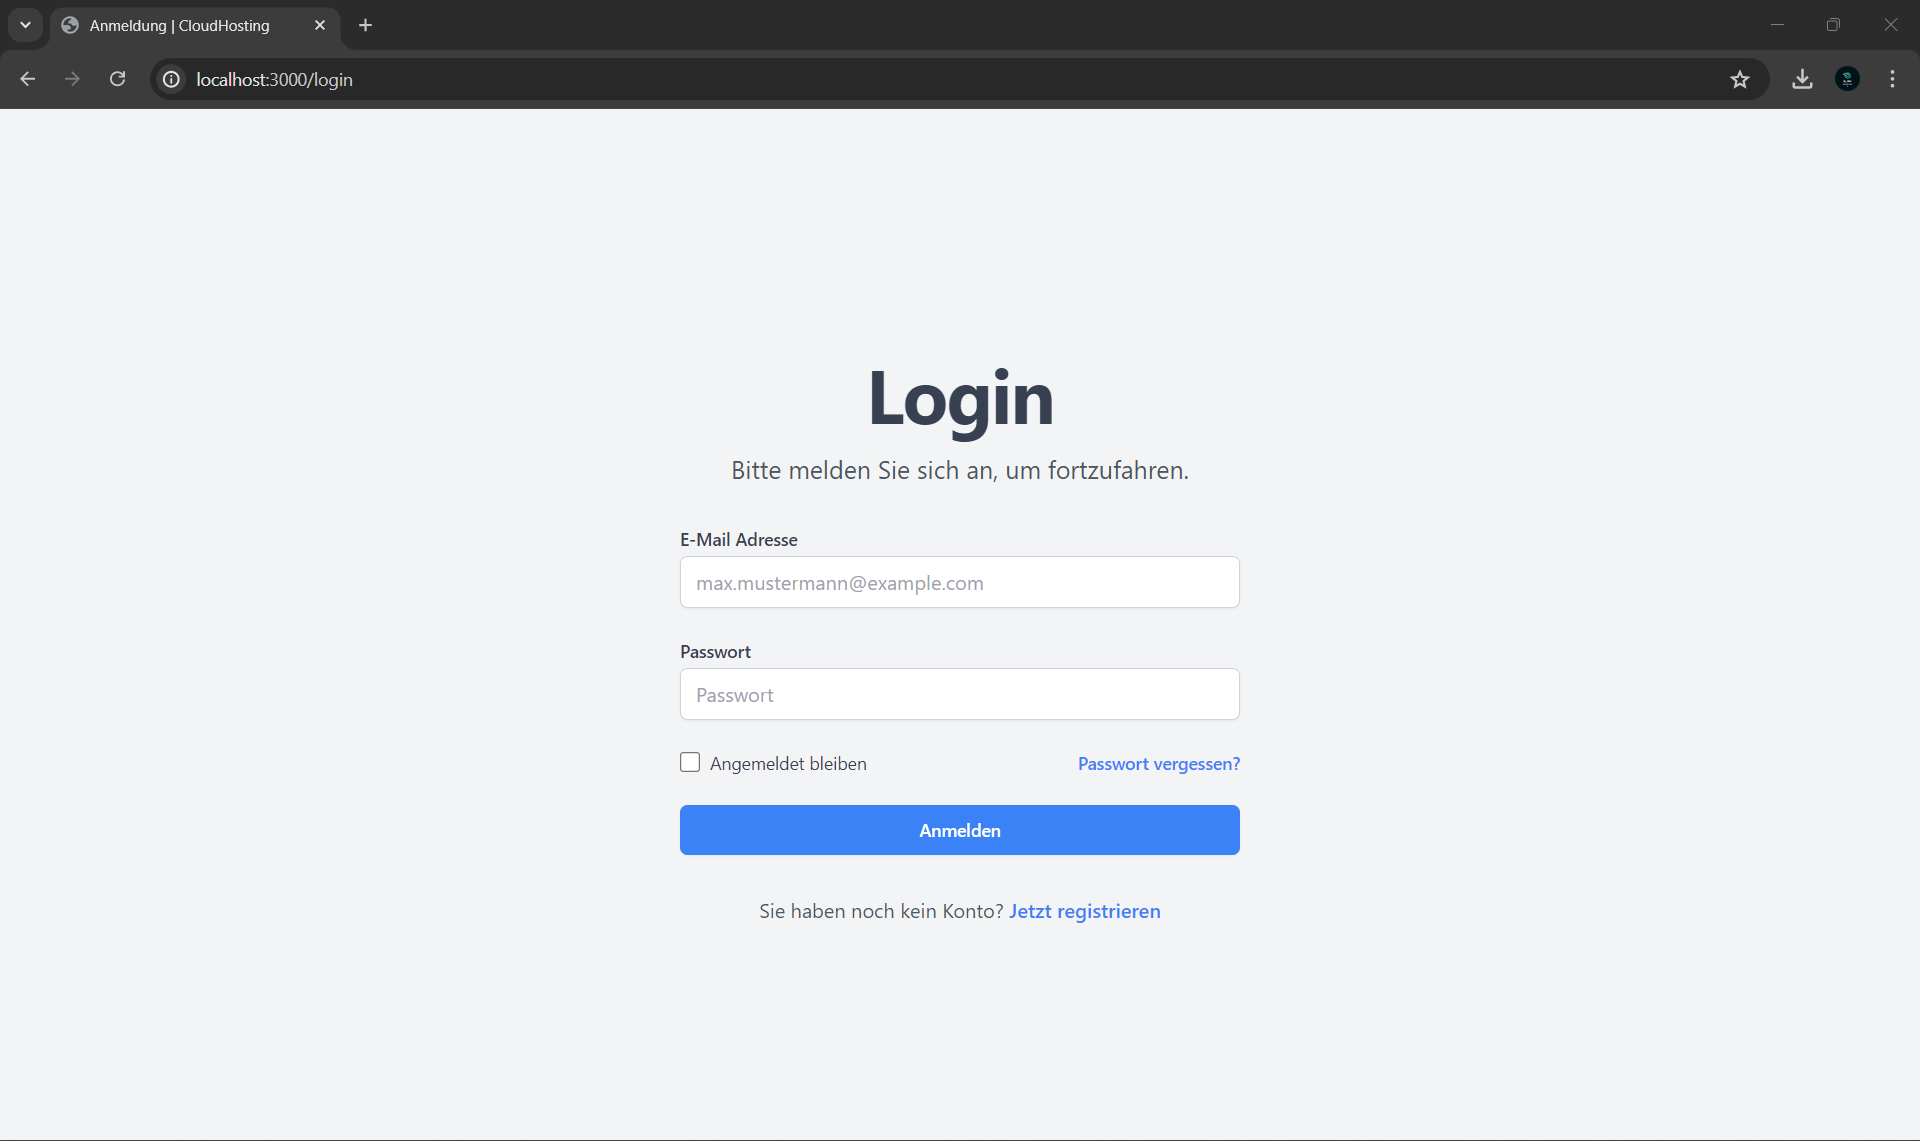 Anmeldung | CloudHosting
localhost:3000/login
Login
Bitte melden Sie sich an, um fortzufahren.
E-Mail Adresse
max.mustermann@example.com
Passwort
Passwort
Angemeldet bleiben
Passwort vergessen?
Anmelden
Sie haben noch kein Konto? Jetzt registrieren